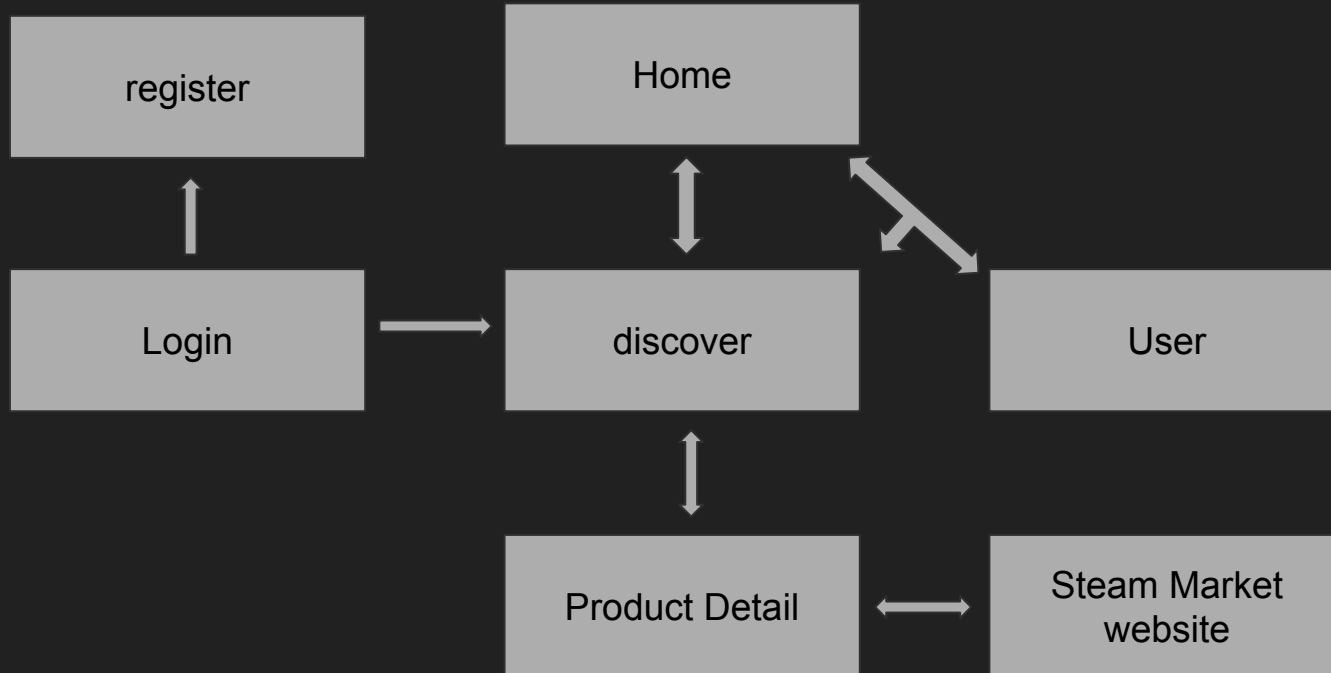 register
Home
Login
discover
User
Product Detail
Steam Market
website